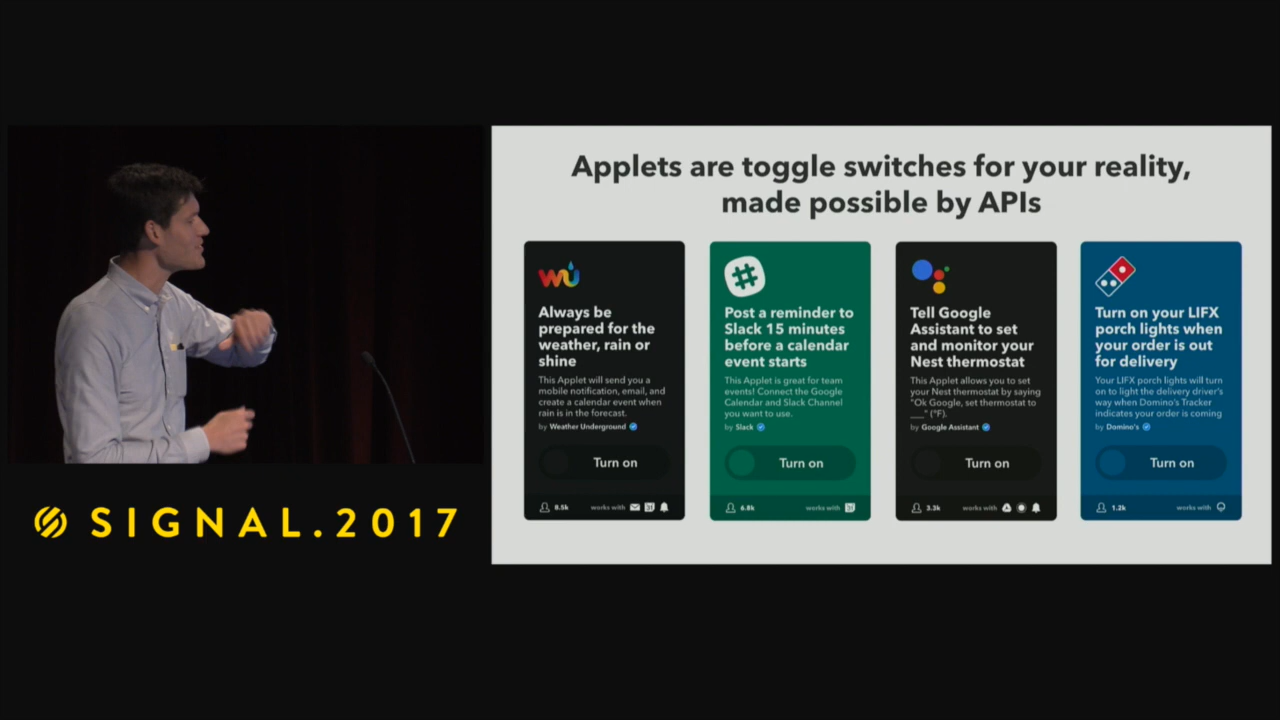 Applets are toggle switches for your reality,
made possible by APIs
Always be
prepared for the
weather, rain or
shine
This Applet will send you a
mobile notification, email, and
create a calendar event when
rain is in the forecast.
by Weather Underground
Turn on
8.5k works with
Post a reminder to
Slack 15 minutes
before a calendar
event starts
This Applet is great for team
events! Connect the Google
Calendar and Slack Channel
you want to use.
by Slack
Turn on
6.8k works with
Tell Google
Assistant to set
and monitor your
Nest thermostat
This Applet allows you to set
your Nest thermostat by saying
"Ok Google, set thermostat to
___" (°F).
by Google Assistant
Turn on
3.3k works with
Turn on your LIFX
porch lights when
your order is out
for delivery
Your LIFX porch lights will turn
on to light the delivery driver's
way when Domino's Tracker
indicates your order is coming
by Domino's
Turn on
1.2k works with
SIGNAL.2017